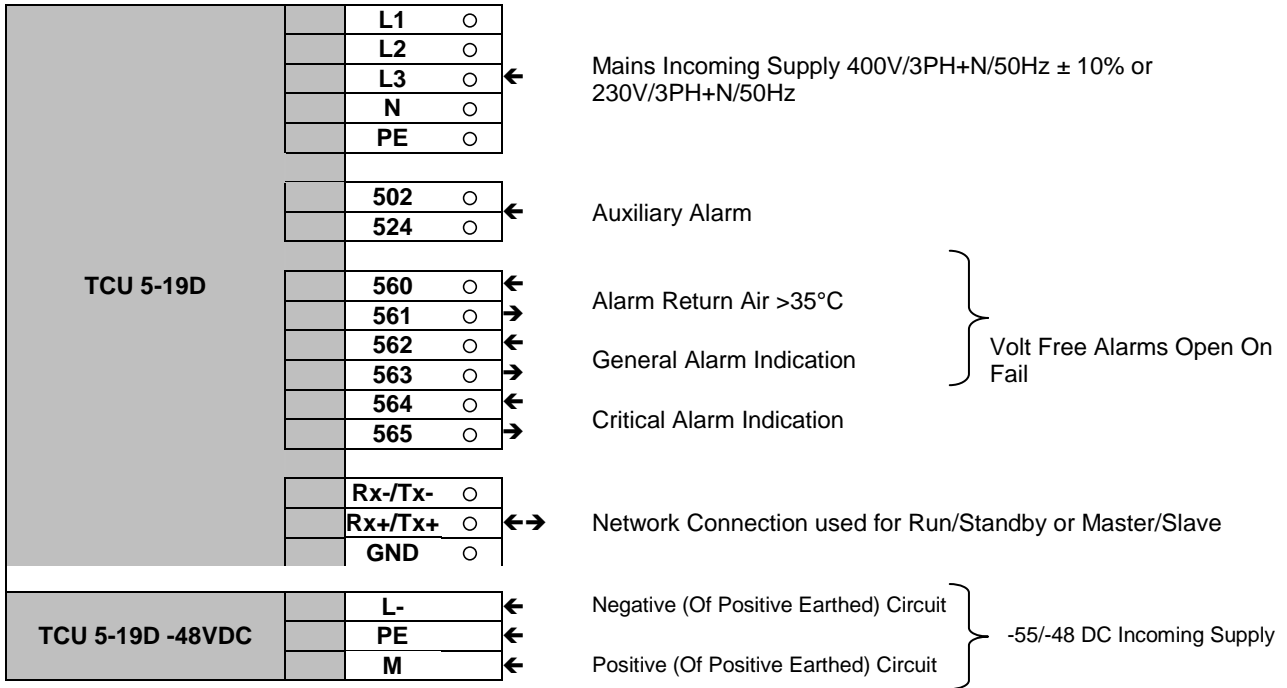 L1
L2
L3
N
PE
Mains Incoming Supply 400V/3PH+N/50Hz ± 10% or
230V/3PH+N/50Hz
502
524
Auxiliary Alarm
TCU 5-19D
560
561
562
563
564
565
Alarm Return Air >35°C
General Alarm Indication
Critical Alarm Indication
Volt Free Alarms Open On
Fail
Rx-/Tx-
Rx+/Tx+
GND
Network Connection used for Run/Standby or Master/Slave
TCU 5-19D -48VDC
L-
PE
M
Negative (Of Positive Earthed) Circuit
Positive (Of Positive Earthed) Circuit
-55/-48 DC Incoming Supply